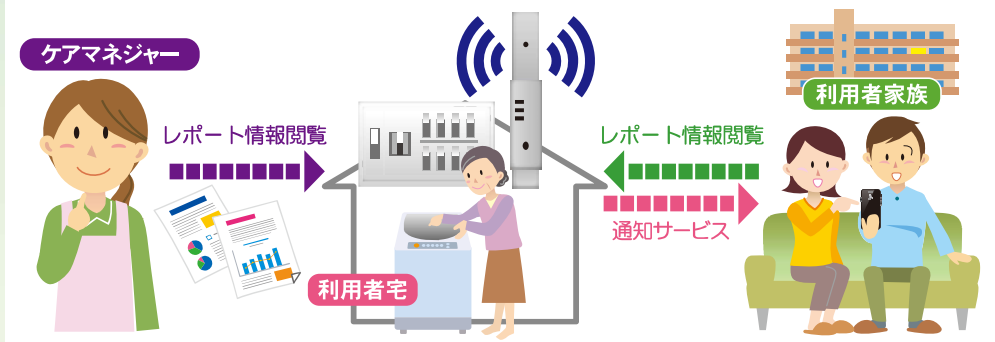 ケアマネジャー
利用者家族
レポート情報閲覧
レポート情報閲覧
通知サービス
利用者宅